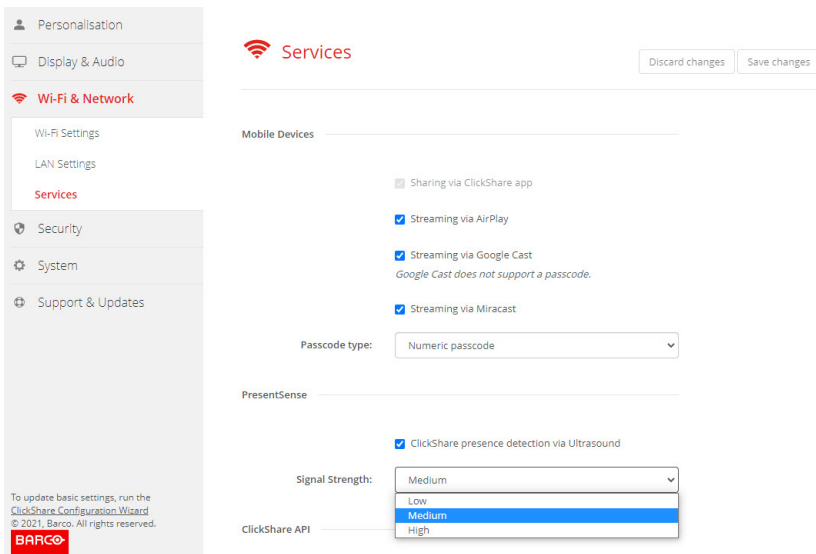 Personalisation
Display & Audio
Wi-Fi & Network
Wi-Fi Settings
LAN Settings
Services
Security
System
Support & Updates
To update basic settings, run the
ClickShare Configuration Wizard
© 2021, Barco. All rights reserved.
BARCO
Services
Discard changes
Save changes
Mobile Devices
Sharing via ClickShare app
Streaming via AirPlay
Streaming via Google Cast
Google Cast does not support a passcode.
Streaming via Miracast
Passcode type: Numeric passcode
PresentSense
ClickShare presence detection via Ultrasound
Signal Strength: Medium
Low
Medium
High
ClickShare API